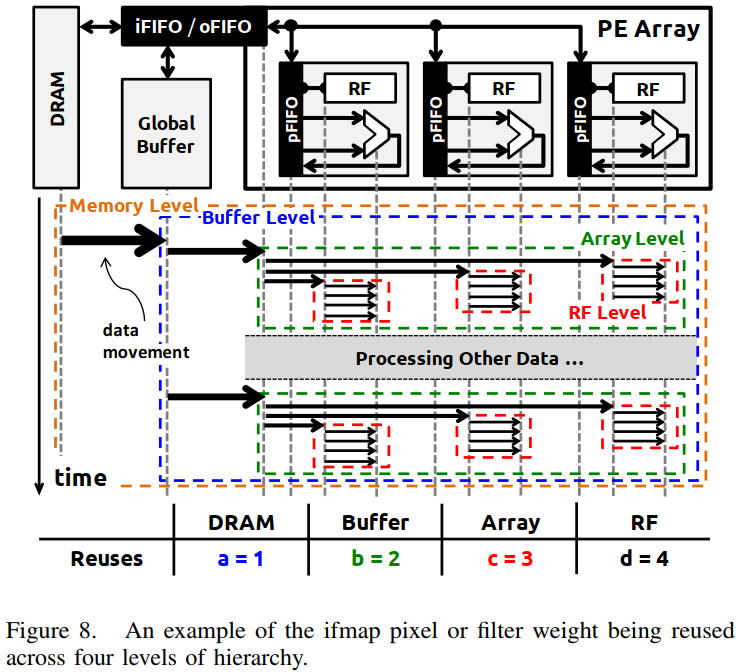 DRAM
iFIFO / oFIFO
PE Array
Global
Buffer
pFIFO
RF
pFIFO
RF
pFIFO
RF
Memory Level
Buffer Level
Array Level
RF Level
data
movement
Processing Other Data ...
time
DRAM Buffer Array RF
Reuses a = 1 b = 2 c = 3 d = 4
Figure 8. An example of the ifmap pixel or filter weight being reused
across four levels of hierarchy.